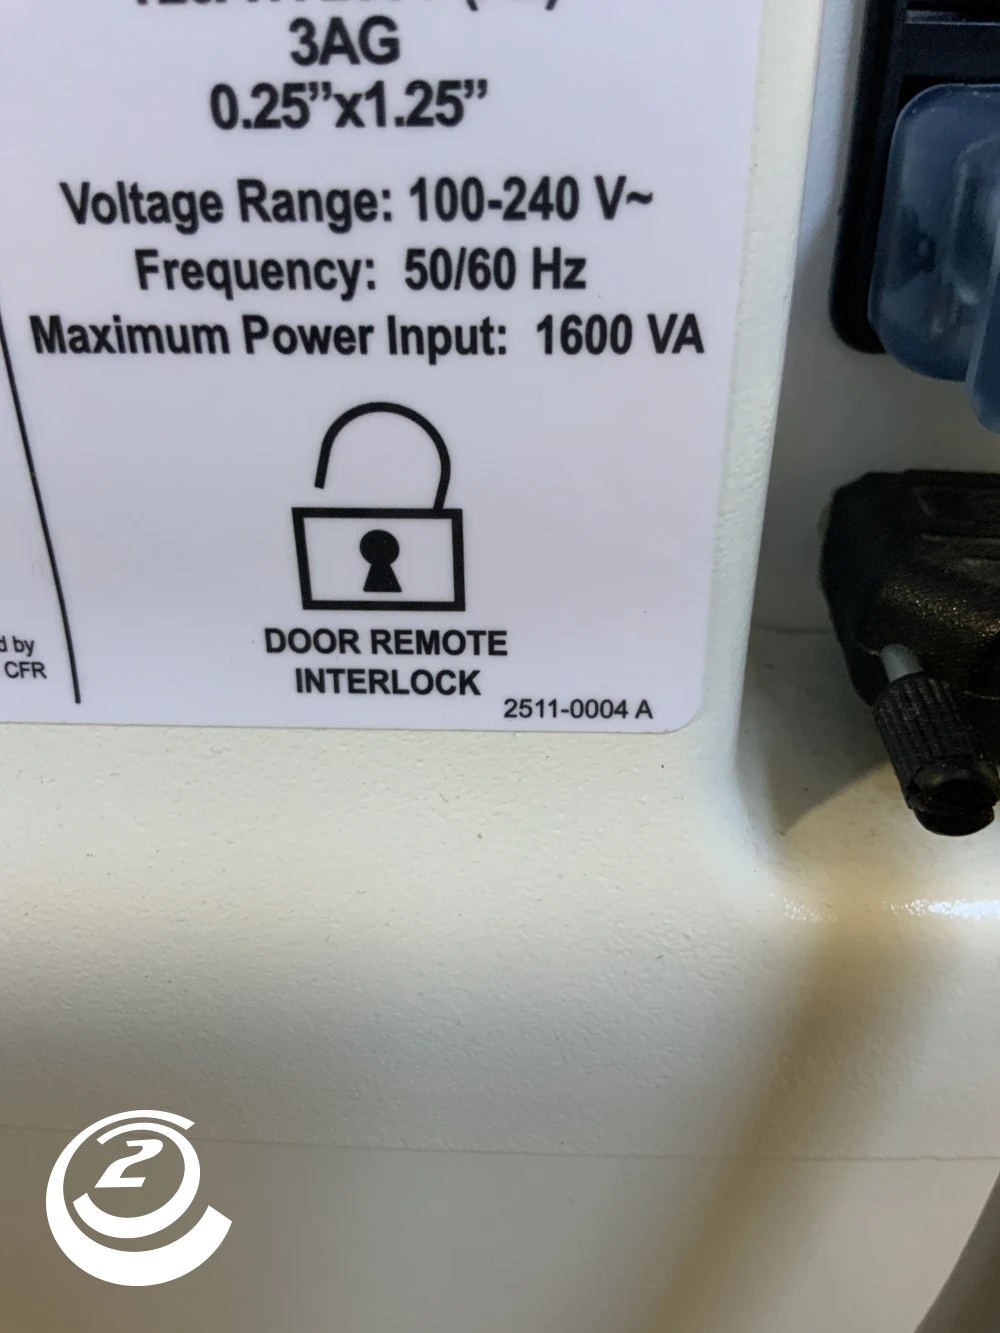 3AG
0.25”x1.25”
Voltage Range: 100-240 V~
Frequency: 50/60 Hz
Maximum Power Input: 1600 VA
DOOR REMOTE
INTERLOCK
d by
CFR
2511-0004 A
2